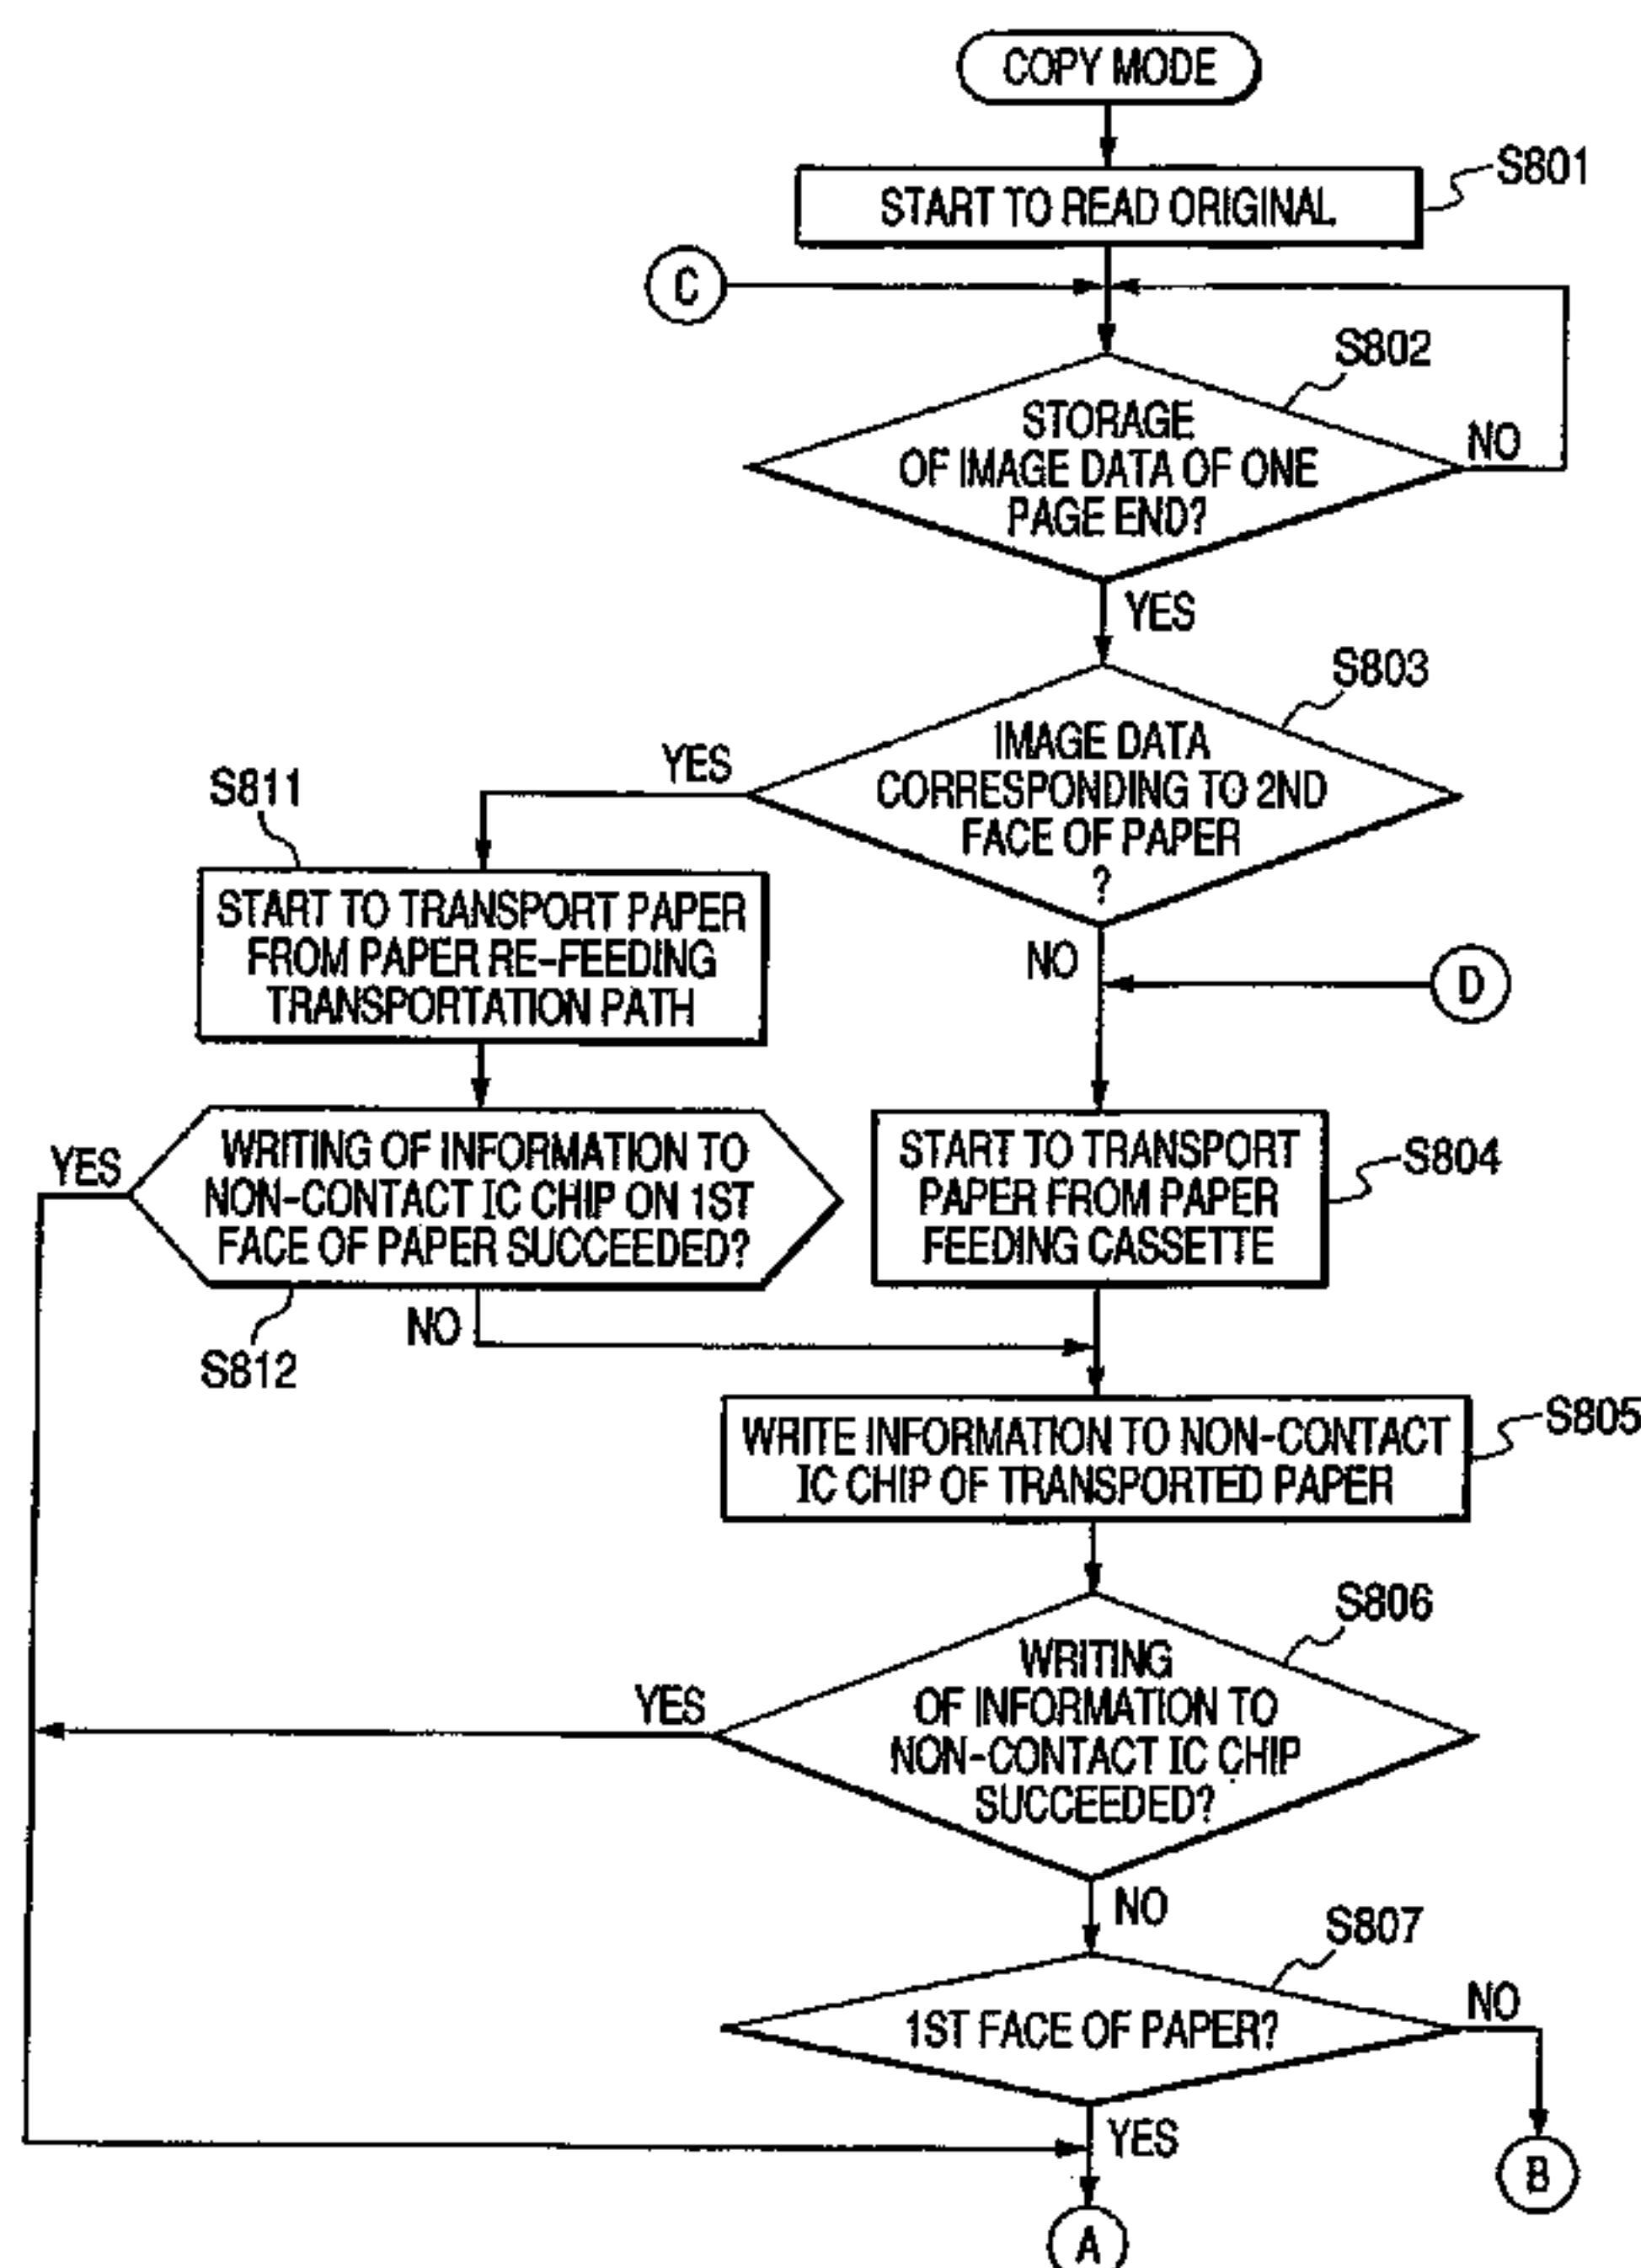 COPY MODE
START TO READ ORIGINAL
S801
C
S802
STORAGE
OF IMAGE DATA OF ONE
PAGE END?
NO
YES
S803
IMAGE DATA
CORRESPONDING TO 2ND
FACE OF PAPER
?
YES
NO
S811
START TO TRANSPORT PAPER
FROM PAPER RE-FEEDING
TRANSPORTATION PATH
D
YES
WRITING OF INFORMATION TO
NON-CONTACT IC CHIP ON 1ST
FACE OF PAPER SUCCEEDED?
NO
S812
START TO TRANSPORT
PAPER FROM PAPER
FEEDING CASSETTE
S804
WRITE INFORMATION TO NON-CONTACT
IC CHIP OF TRANSPORTED PAPER
S805
S806
WRITING
OF INFORMATION TO
NON-CONTACT IC CHIP
SUCCEEDED?
YES
NO
S807
1ST FACE OF PAPER?
NO
YES
B
A